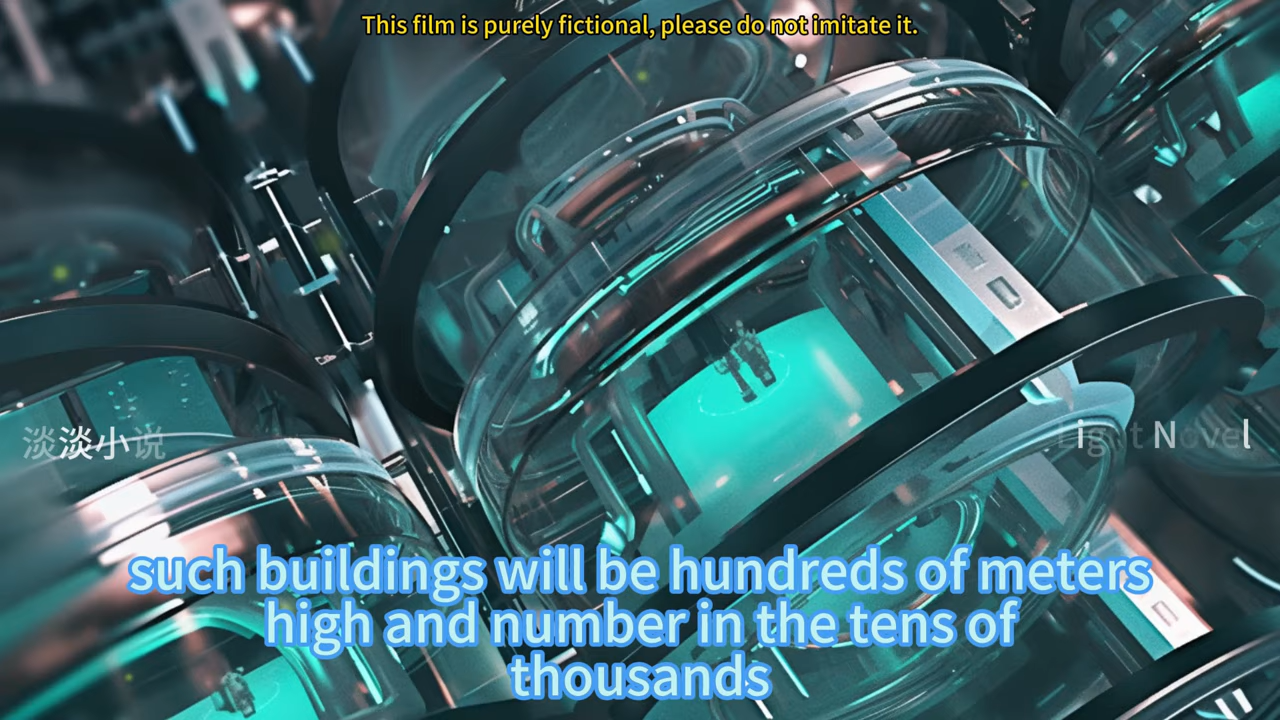 This film is purely fictional, please do not imitate it.
淡淡小说
Light Novel
such buildings will be hundreds of meters
high and number in the tens of
thousands